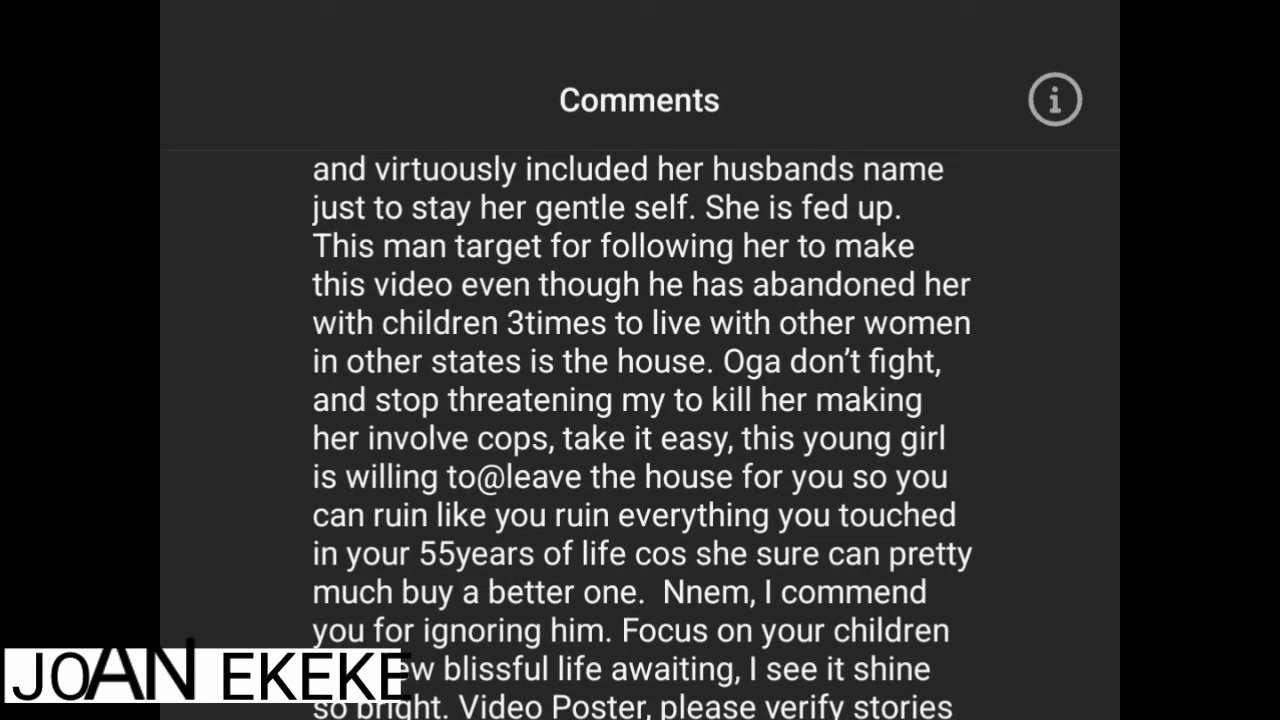 Comments
and virtuously included her husbands name
just to stay her gentle self. She is fed up.
This man target for following her to make
this video even though he has abandoned her
with children 3times to live with other women
in other states is the house. Oga don’t fight,
and stop threatening my to kill her making
her involve cops, take it easy, this young girl
is willing to@leave the house for you so you
can ruin like you ruin everything you touched
in your 55years of life cos she sure can pretty
much buy a better one.  Nnem, I commend
you for ignoring him. Focus on your children
blissful life awaiting, I see it shine
so bright. Video Poster, please verify stories
JOAN EKEKE